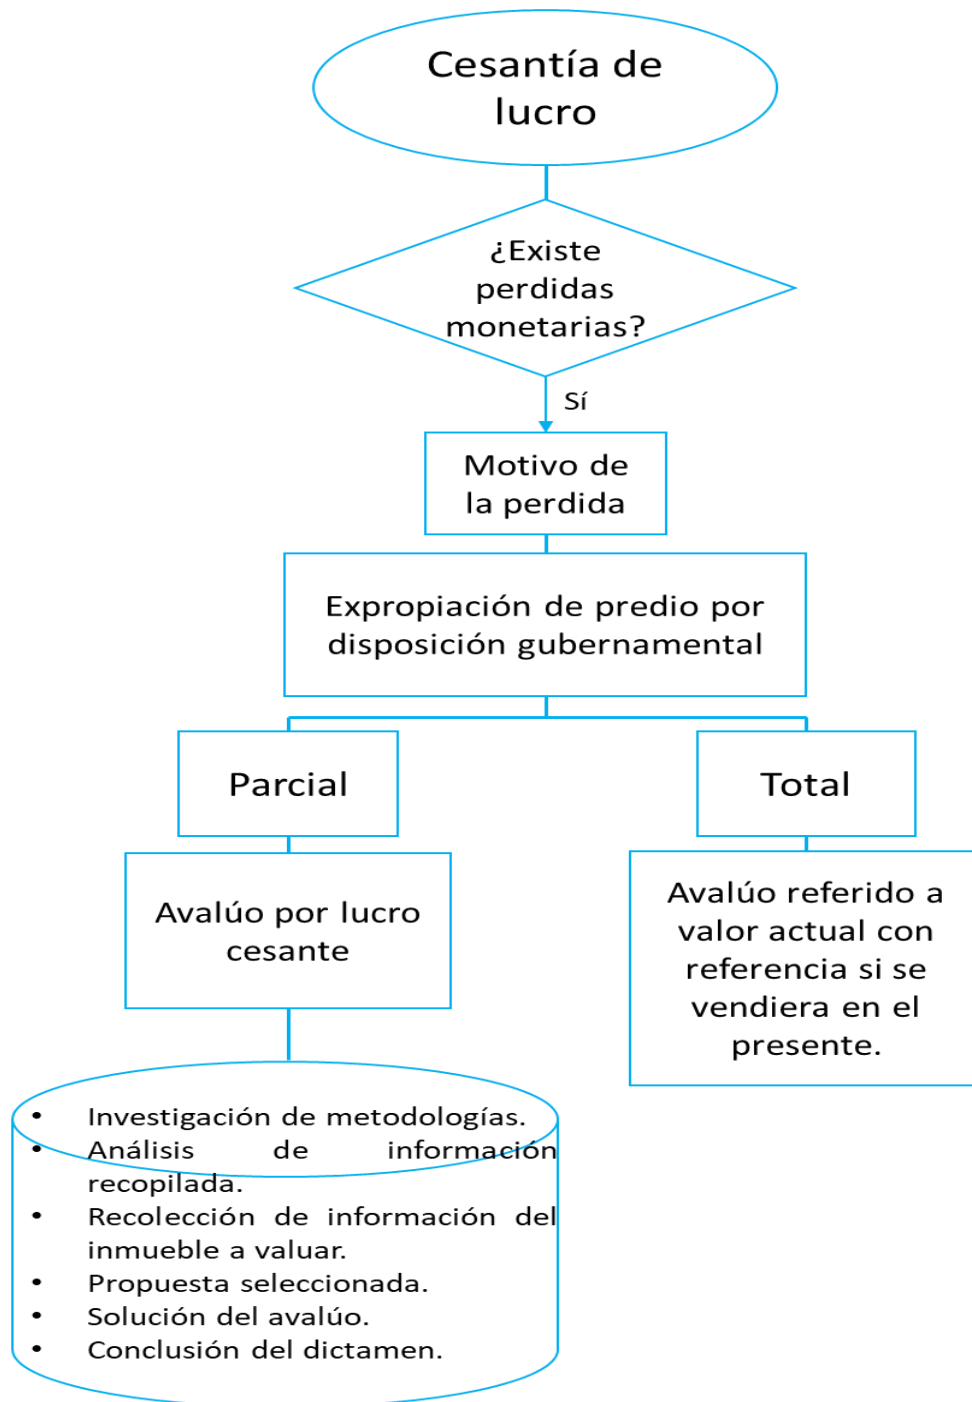 Cesantía de
lucro
¿Existe
perdidas
monetarias?
Sí
Motivo de
la perdida
Expropiación de predio por
disposición gubernamental
Parcial
Total
Avalúo por lucro
cesante
Avalúo referido a
valor actual con
referencia si se
vendiera en el
presente.
• Investigación de metodologías.
• Análisis de información
recopilada.
• Recolección de información del
inmueble a valuar.
• Propuesta seleccionada.
• Solución del avalúo.
• Conclusión del dictamen.